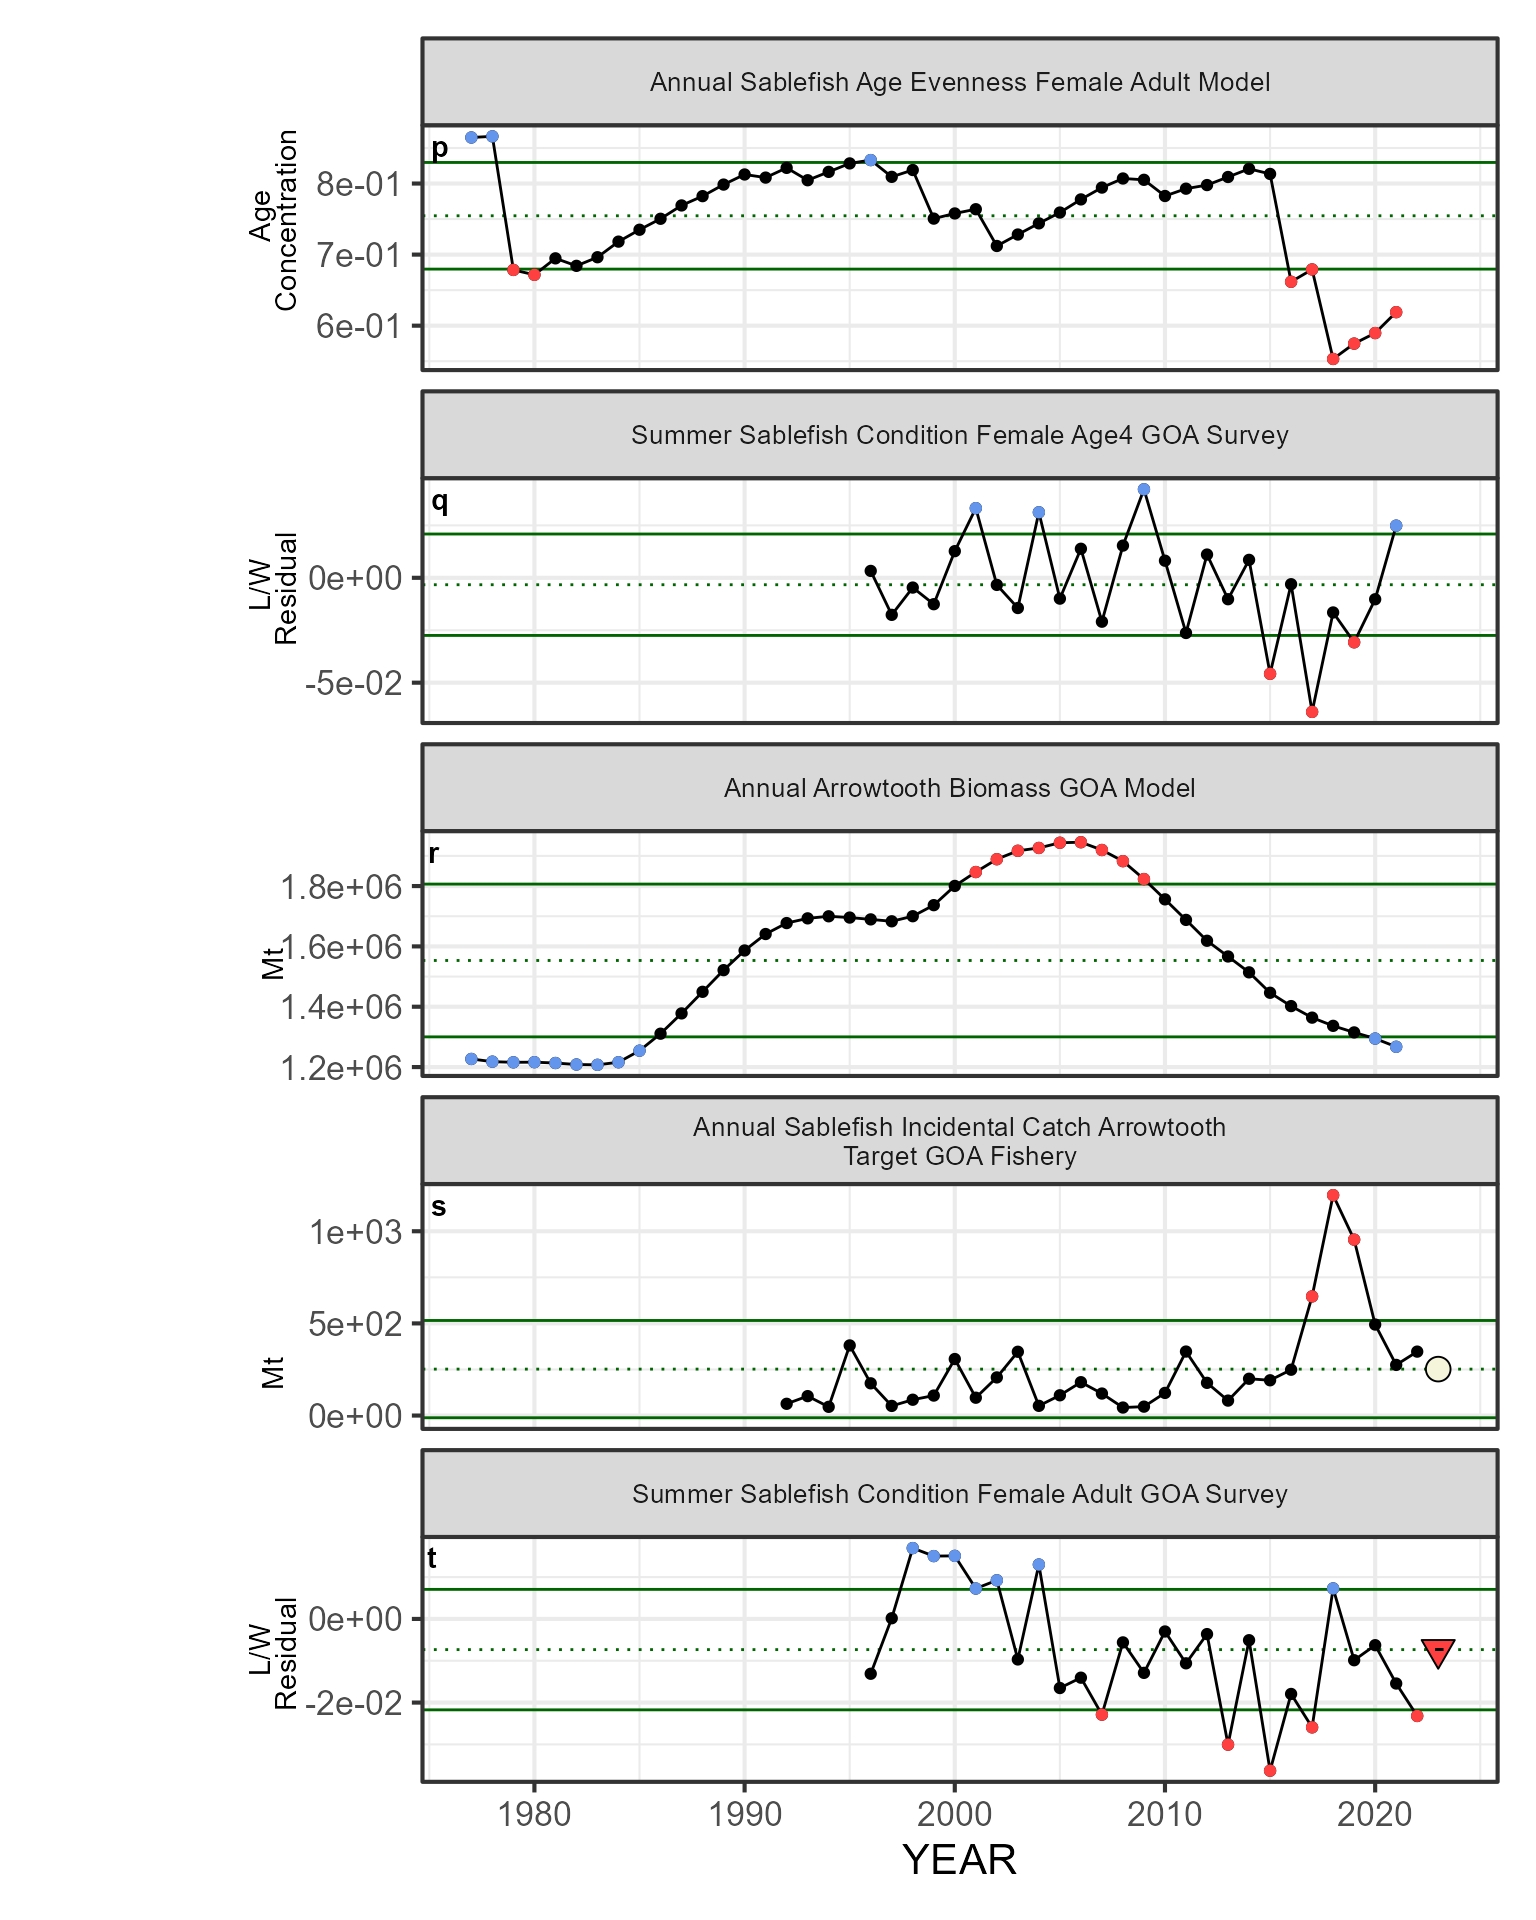 Annual Sablefish Age Evenness Female Adult Model
p
Age
Concentration
8e-01
7e-01
6e-01
Summer Sablefish Condition Female Age4 GOA Survey
q
L/W
Residual
0e+00
-5e-02
Annual Arrowtooth Biomass GOA Model
r
Mt
1.8e+06
1.6e+06
1.4e+06
1.2e+06
Annual Sablefish Incidental Catch Arrowtooth
Target GOA Fishery
s
Mt
1e+03
5e+02
0e+00
Summer Sablefish Condition Female Adult GOA Survey
t
L/W
Residual
0e+00
-2e-02
-
1980 1990 2000 2010 2020
YEAR